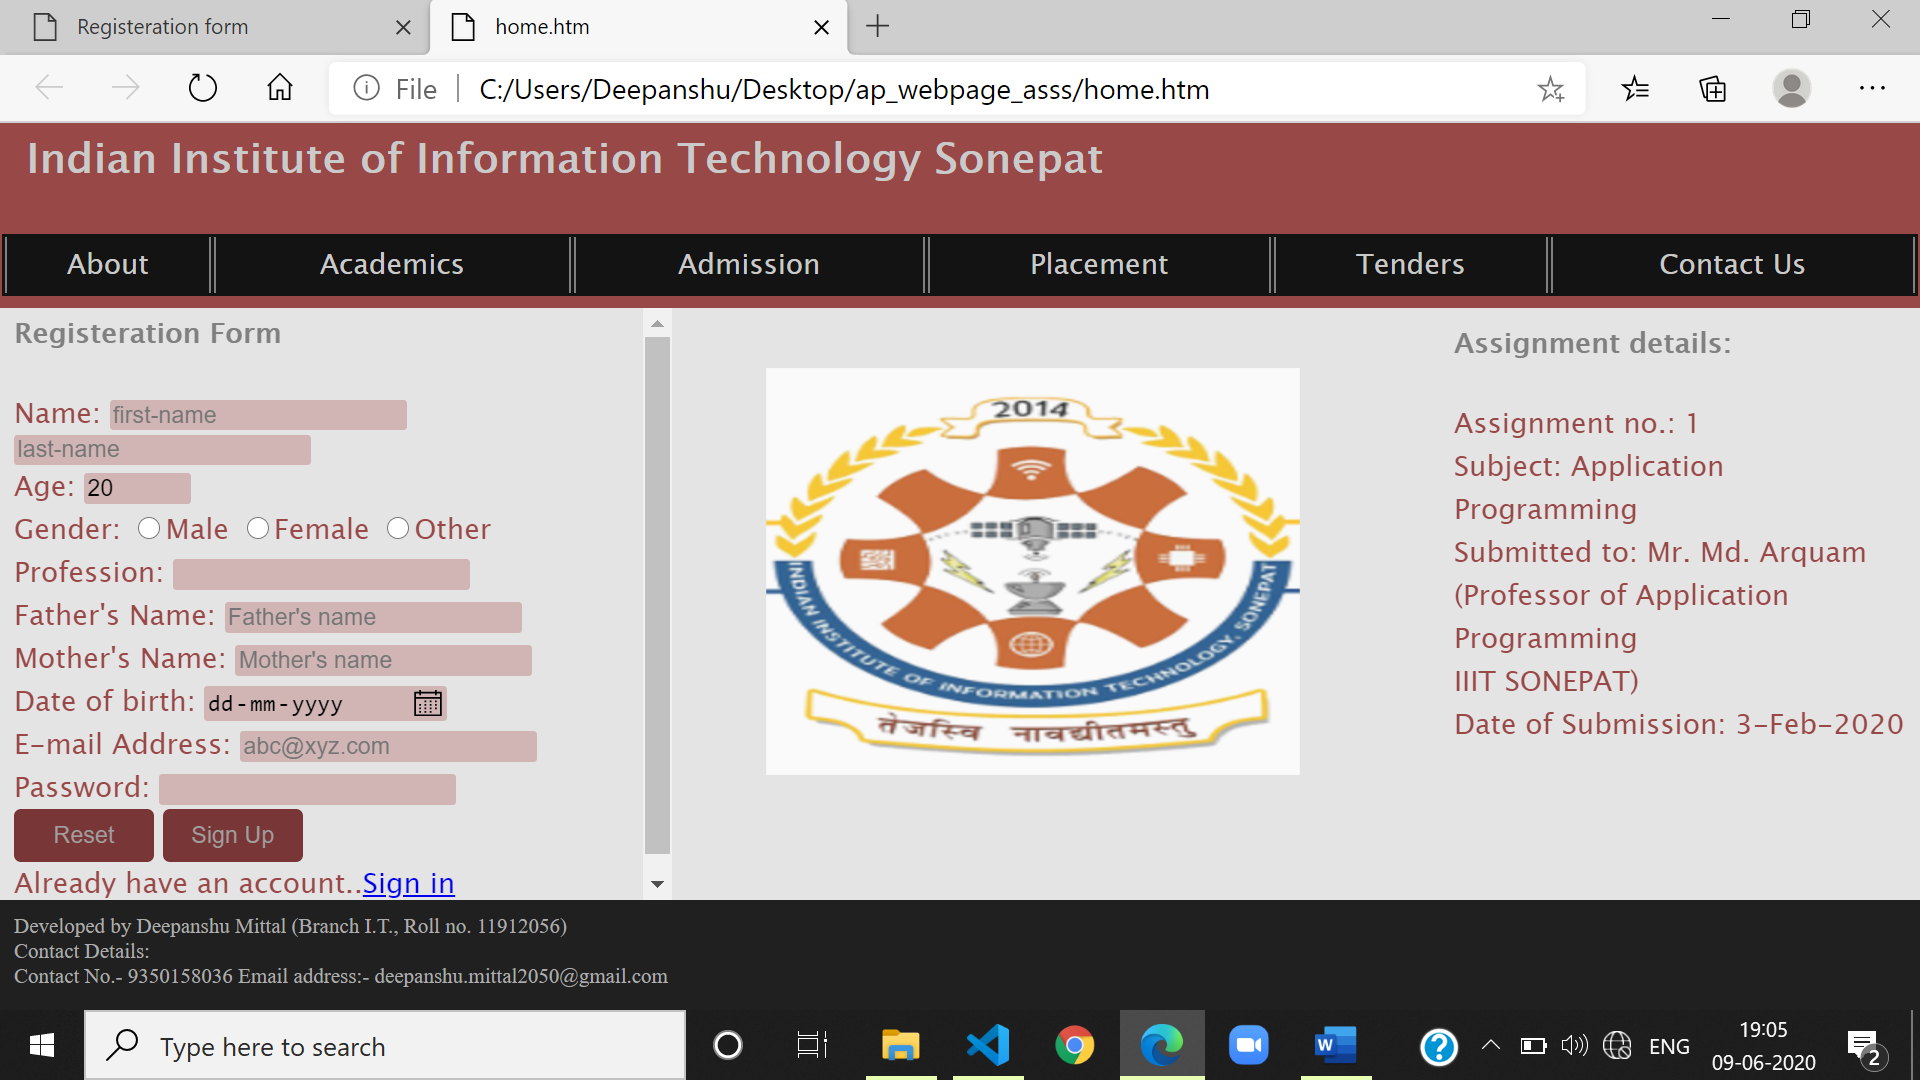 Registeration form
home.htm
File
C:/Users/Deepanshu/Desktop/ap_webpage_asss/home.htm
Indian Institute of Information Technology Sonepat
About
Academics
Admission
Placement
Tenders
Contact Us
Registeration Form
Name: first-name
last-name
Age: 20
Gender: Male Female Other
Profession:
Father's Name: Father's name
Mother's Name: Mother's name
Date of birth: dd-mm-yyyy
E-mail Address: abc@xyz.com
Password:
Reset Sign Up
Already have an account..Sign in
2014
INDIAN INSTITUTE OF INFORMATION TECHNOLOGY, SONEPAT
तेजस्वि नावधीतमस्तु
Assignment details:
Assignment no.: 1
Subject: Application
Programming
Submitted to: Mr. Md. Arquam
(Professor of Application
Programming
IIIT SONEPAT)
Date of Submission: 3-Feb-2020
Developed by Deepanshu Mittal (Branch I.T., Roll no. 11912056)
Contact Details:
Contact No.- 9350158036 Email address:- deepanshu.mittal2050@gmail.com
Type here to search
W
?
ENG
19:05
09-06-2020
2